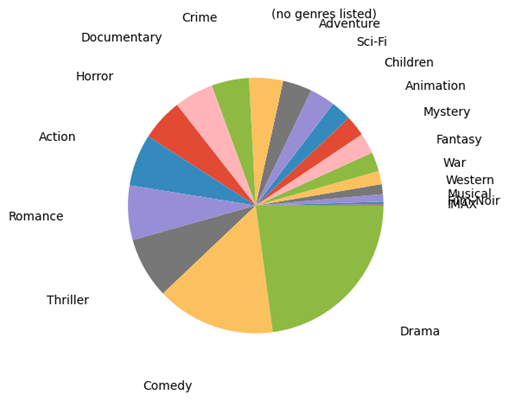 (no genres listed)
Crime
Adventure
Documentary
Sci-Fi
Children
Horror
Animation
Mystery
Action
Fantasy
War
Western
Musical
Film-Noir
IMAX
Romance
Thriller
Drama
Comedy